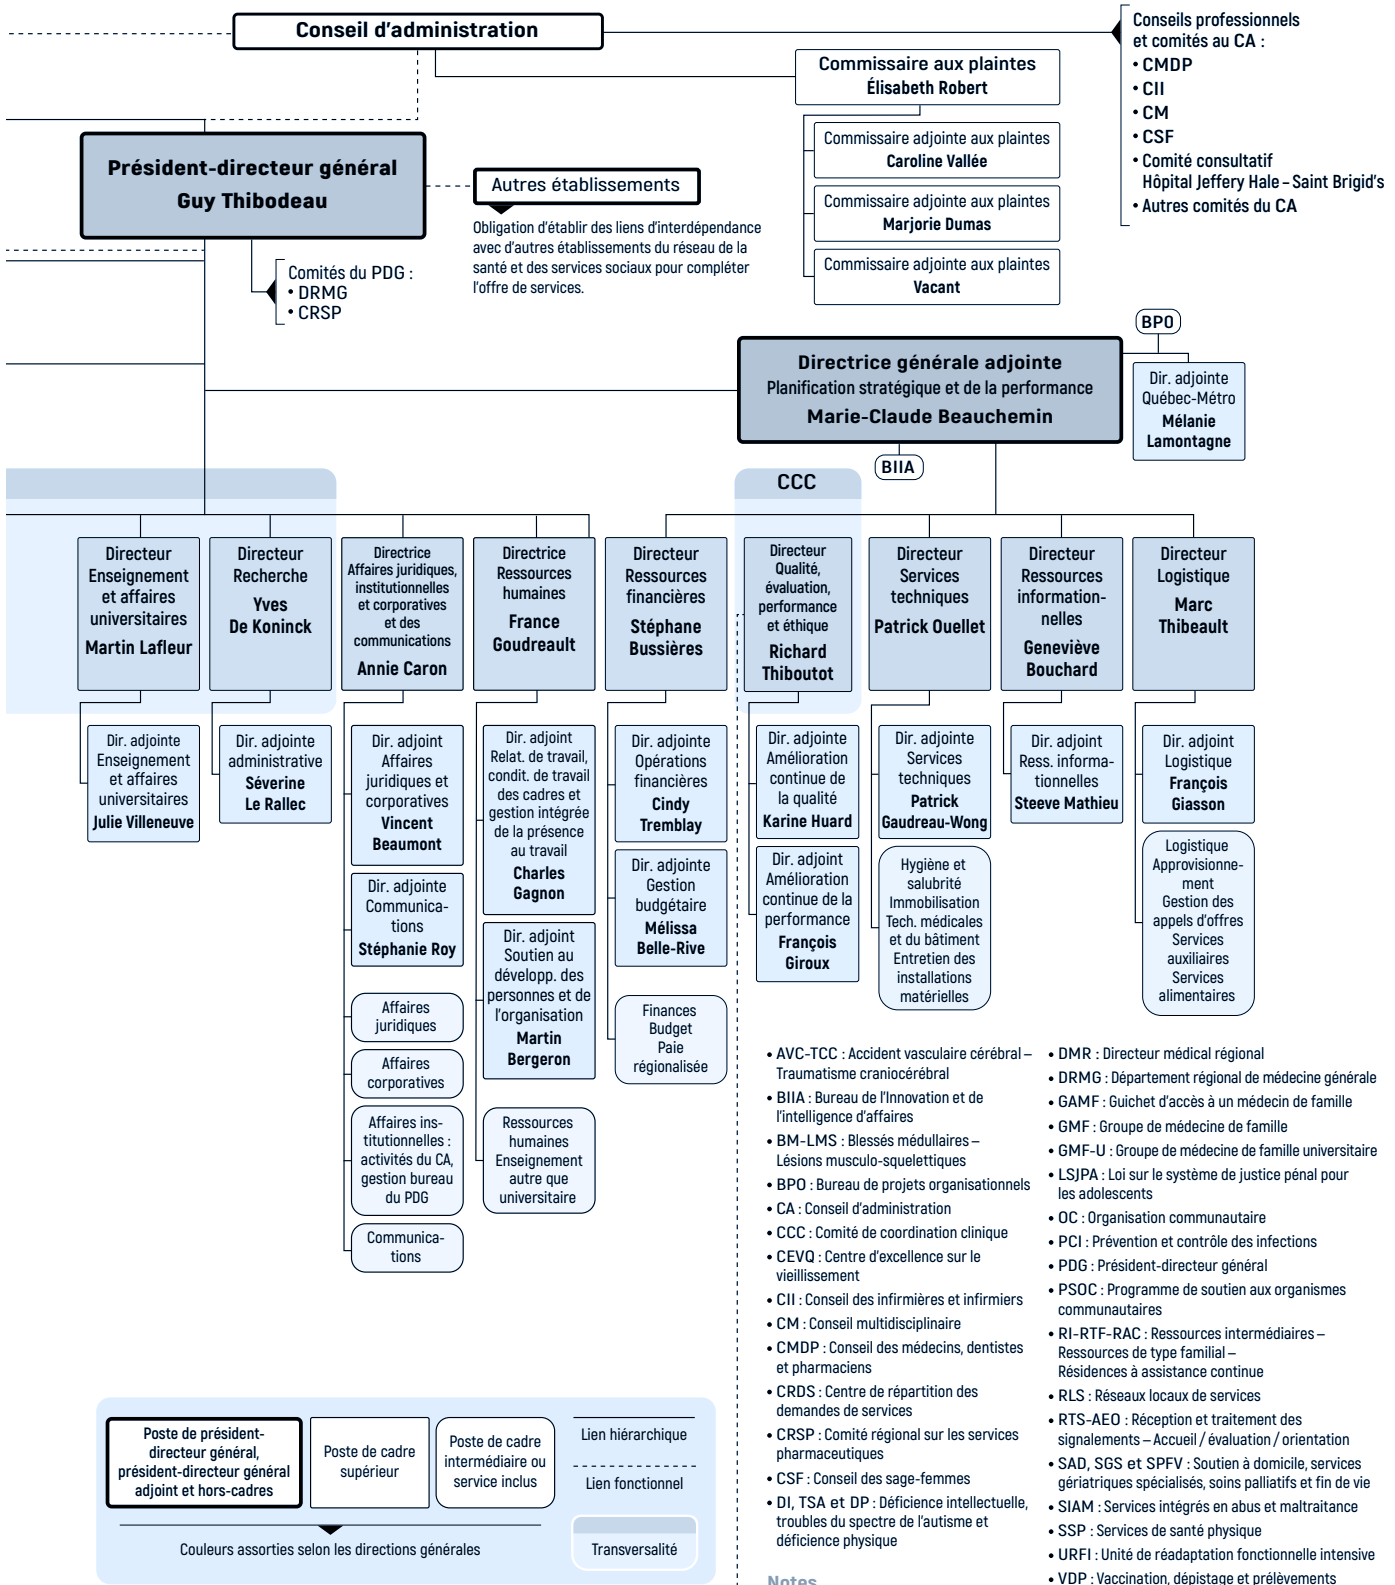 Conseil d'administration
Conseils professionnels
et comités au CA :
• CMDP
• CII
• CM
• CSF
• Comité consultatif
Hôpital Jeffery Hale – Saint Brigid's
• Autres comités du CA
Commissaire aux plaintes
Élisabeth Robert
Commissaire adjointe aux plaintes
Caroline Vallée
Commissaire adjointe aux plaintes
Marjorie Dumas
Commissaire adjointe aux plaintes
Vacant
Président-directeur général
Guy Thibodeau
Autres établissements
Obligation d'établir des liens d'interdépendance
avec d'autres établissements du réseau de la
santé et des services sociaux pour compléter
l'offre de services.
Comités du PDG :
• DRMG
• CRSP
BPO
Directrice générale adjointe
Planification stratégique et de la performance
Marie-Claude Beauchemin
Dir. adjointe
Québec-Métro
Mélanie
Lamontagne
BIIA
CCC
Directeur
Enseignement
et affaires
universitaires
Martin Lafleur
Directeur
Recherche
Yves
De Koninck
Directrice
Affaires juridiques,
institutionnelles
et corporatives
et des
communications
Annie Caron
Directrice
Ressources
humaines
France
Goudreault
Directeur
Ressources
financières
Stéphane
Bussières
Directeur
Qualité,
évaluation,
performance
et éthique
Richard
Thiboutot
Directeur
Services
techniques
Patrick Ouellet
Directeur
Ressources
information-
nelles
Geneviève
Bouchard
Directeur
Logistique
Marc
Thibeault
Dir. adjointe
Enseignement
et affaires
universitaires
Julie Villeneuve
Dir. adjointe
administrative
Séverine
Le Rallec
Dir. adjoint
Affaires
juridiques et
corporatives
Vincent
Beaumont
Dir. adjointe
Communica-
tions
Stéphanie Roy
Affaires
juridiques
Affaires
corporatives
Affaires ins-
titutionnelles :
activités du CA,
gestion bureau
du PDG
Communica-
tions
Dir. adjoint
Relat. de travail,
condit. de travail
des cadres et
gestion intégrée
de la présence
au travail
Charles
Gagnon
Dir. adjoint
Soutien au
développ. des
personnes et de
l'organisation
Martin
Bergeron
Ressources
humaines
Enseignement
autre que
universitaire
Dir. adjointe
Opérations
financières
Cindy
Tremblay
Dir. adjointe
Gestion
budgétaire
Mélissa
Belle-Rive
Finances
Budget
Paie
régionalisée
Dir. adjointe
Amélioration
continue de
la qualité
Karine Huard
Dir. adjoint
Amélioration
continue de la
performance
François
Giroux
Dir. adjointe
Services
techniques
Patrick
Gaudreau-Wong
Hygiène et
salubrité
Immobilisation
Tech. médicales
et du bâtiment
Entretien des
installations
matérielles
Dir. adjoint
Ress. informa-
tionnelles
Steeve Mathieu
Dir. adjoint
Logistique
François
Giasson
Logistique
Approvisionne-
ment
Gestion des
appels d'offres
Services
auxiliaires
Services
alimentaires
• AVC-TCC : Accident vasculaire cérébral –
Traumatisme craniocérébral
• BIIA : Bureau de l'Innovation et de
l'intelligence d'affaires
• BM-LMS : Blessés médullaires –
Lésions musculo-squelettiques
• BPO : Bureau de projets organisationnels
• CA : Conseil d'administration
• CCC : Comité de coordination clinique
• CEVQ : Centre d'excellence sur le
vieillissement
• CII : Conseil des infirmières et infirmiers
• CM : Conseil multidisciplinaire
• CMDP : Conseil des médecins, dentistes
et pharmaciens
• CRDS : Centre de répartition des
demandes de services
• CRSP : Comité régional sur les services
pharmaceutiques
• CSF : Conseil des sage-femmes
• DI, TSA et DP : Déficience intellectuelle,
troubles du spectre de l'autisme et
déficience physique
Notes
• DMR : Directeur médical régional
• DRMG : Département régional de médecine générale
• GAMF : Guichet d'accès à un médecin de famille
• GMF : Groupe de médecine de famille
• GMF-U : Groupe de médecine de famille universitaire
• LSJPA : Loi sur le système de justice pénal pour
les adolescents
• OC : Organisation communautaire
• PCI : Prévention et contrôle des infections
• PDG : Président-directeur général
• PSOC : Programme de soutien aux organismes
communautaires
• RI-RTF-RAC : Ressources intermédiaires –
Ressources de type familial –
Résidences à assistance continue
• RLS : Réseaux locaux de services
• RTS-AEO : Réception et traitement des
signalements – Accueil / évaluation / orientation
• SAD, SGS et SPFV : Soutien à domicile, services
gériatriques spécialisés, soins palliatifs et fin de vie
• SIAM : Services intégrés en abus et maltraitance
• SSP : Services de santé physique
• URFI : Unité de réadaptation fonctionnelle intensive
• VDP : Vaccination, dépistage et prélèvements
Poste de président-
directeur général,
président-directeur général
adjoint et hors-cadres
Poste de cadre
supérieur
Poste de cadre
intermédiaire ou
service inclus
Lien hiérarchique
Lien fonctionnel
Couleurs assorties selon les directions générales
Transversalité